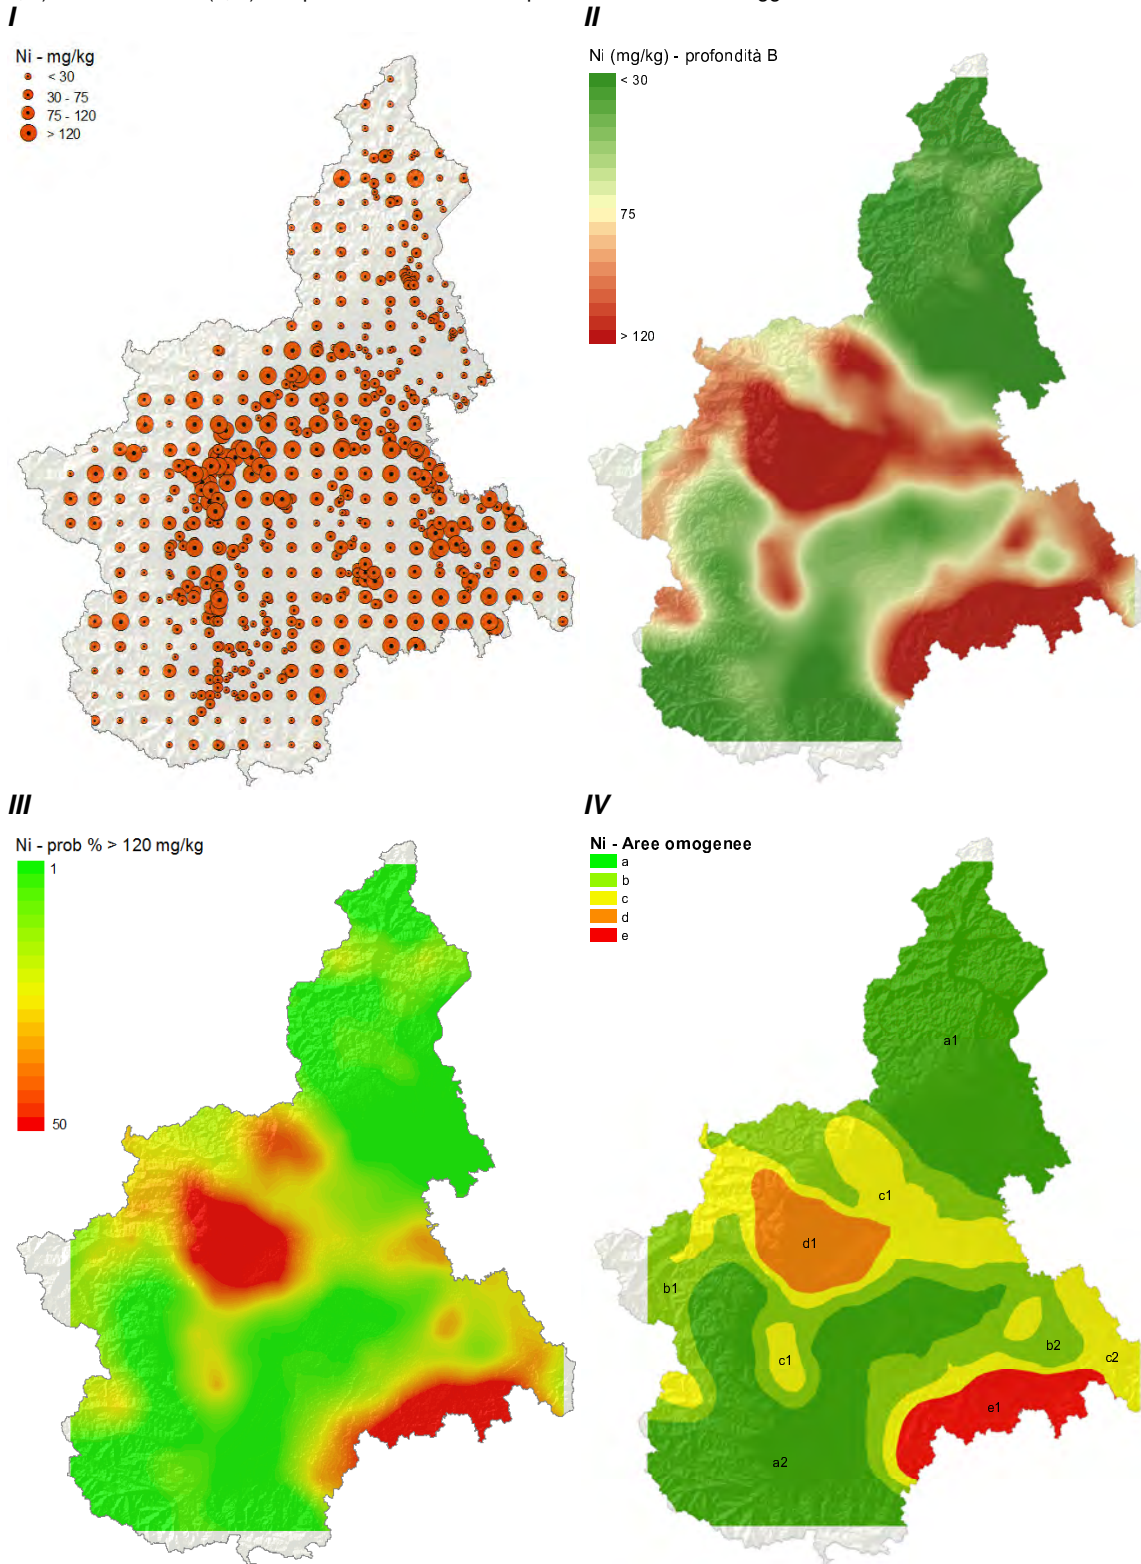 I
II
Ni - mg/kg
< 30
30 - 75
75 - 120
> 120
Ni (mg/kg) - profondità B
< 30
75
> 120
III
IV
Ni - prob % > 120 mg/kg
1
50
Ni - Aree omogenee
a
b
c
d
e
a1
c1
d1
b1
b2
c1
c2
e1
a2